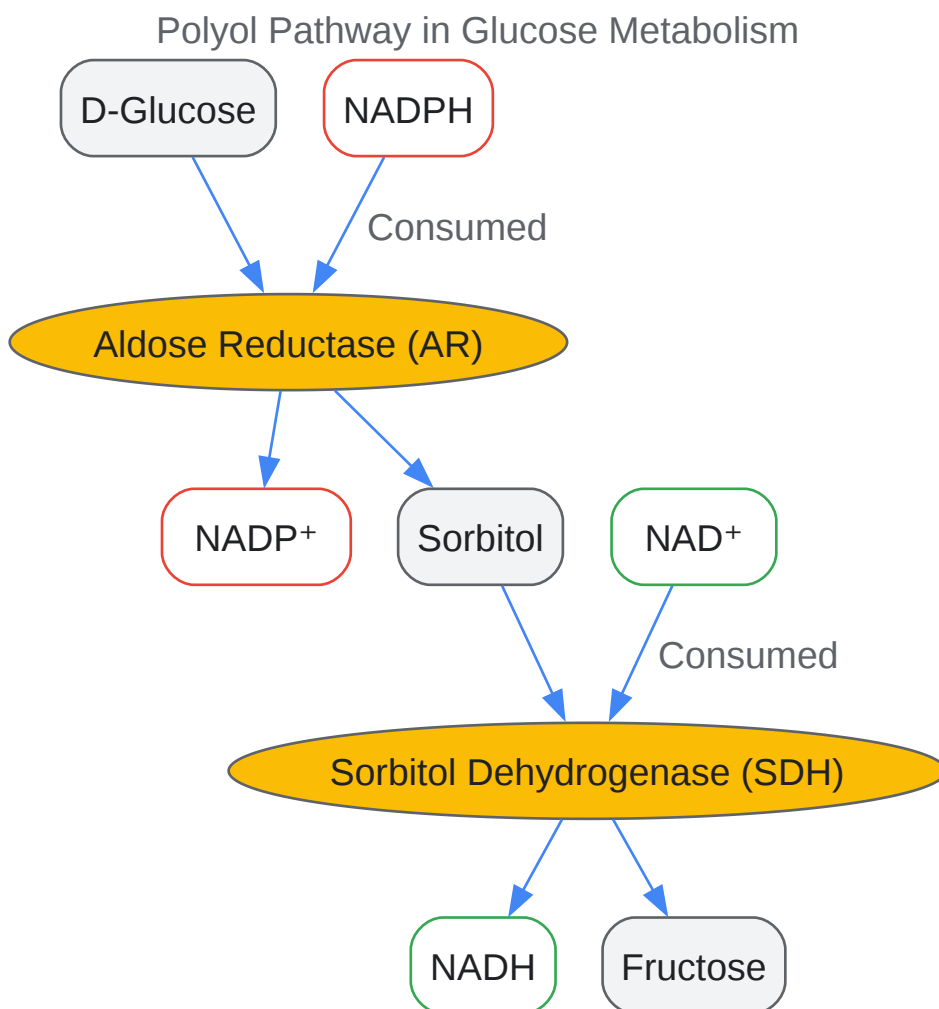 Polyol Pathway in Glucose Metabolism
D-Glucose
NADPH
Consumed
Aldose Reductase (AR)
NADP⁺
Sorbitol
NAD⁺
Consumed
Sorbitol Dehydrogenase (SDH)
NADH
Fructose